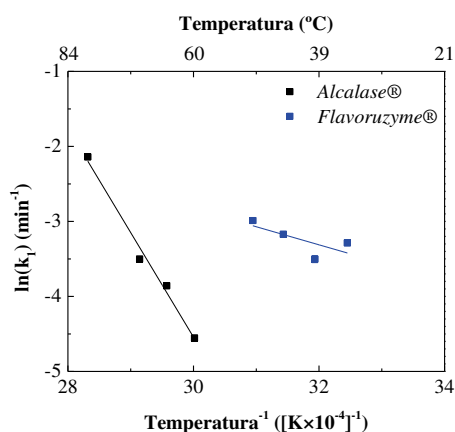 Temperatura (ºC)
84 60 39 21
-1
-2
-3
-4
-5
ln(k₁) (min⁻¹)
Alcalase®
Flavoruzyme®
28 30 32 34
Temperatura⁻¹ ([K×10⁻⁴]⁻¹)